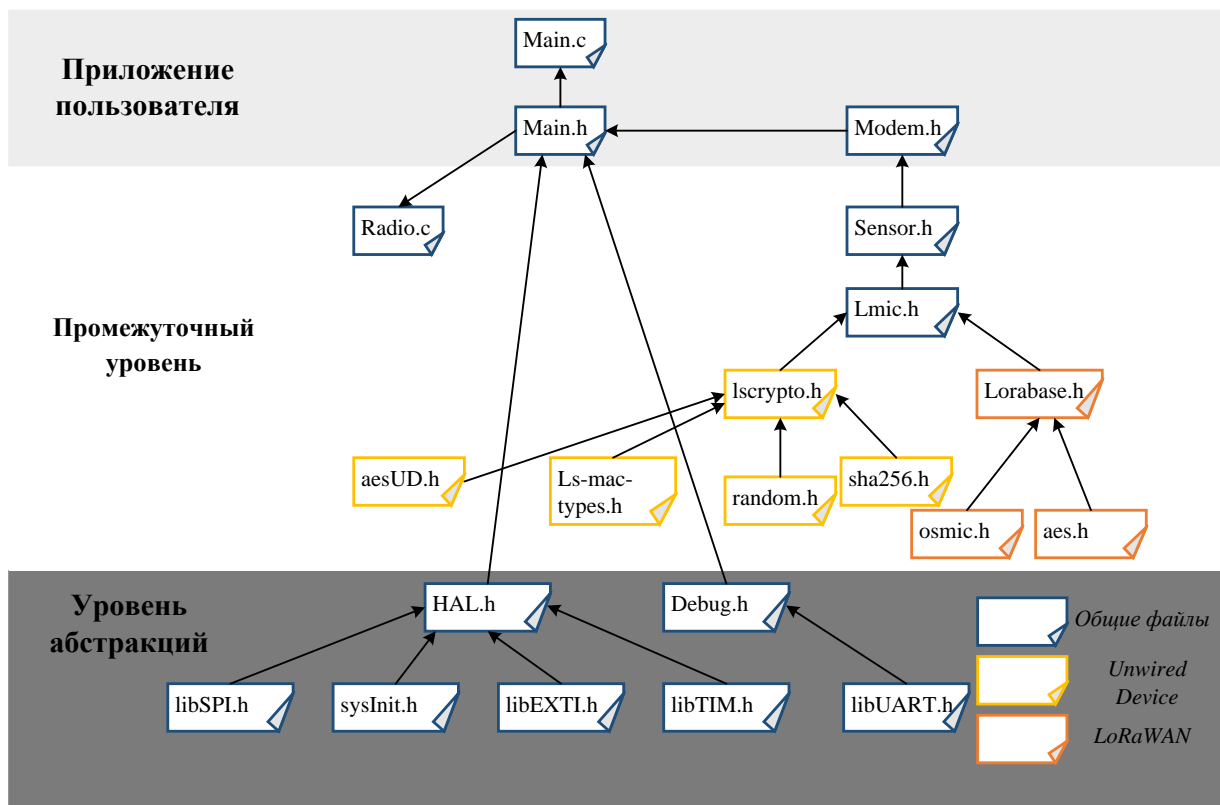 Main.c
Приложение
пользователя
Main.h
Modem.h
Radio.c
Sensor.h
Lmic.h
Промежуточный
уровень
lscrypto.h
Lorabase.h
aesUD.h
Ls-mac-
types.h
random.h
sha256.h
osmic.h
aes.h
Уровень
абстракций
HAL.h
Debug.h
Общие файлы
libSPI.h
sysInit.h
libEXTI.h
libTIM.h
libUART.h
Unwired
Device
LoRaWAN